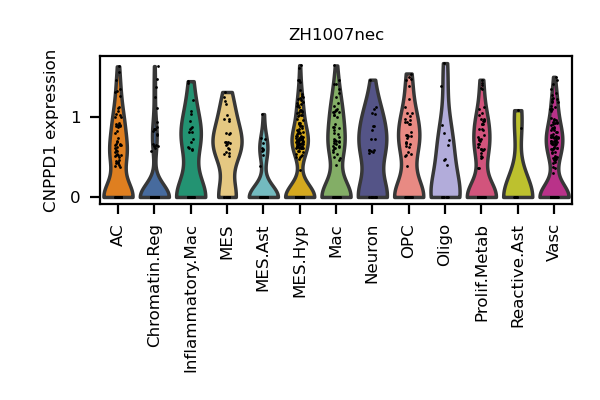 ZH1007nec
CNPPD1 expression
1
0
AC
Chromatin.Reg
Inflammatory.Mac
MES
MES.Ast
MES.Hyp
Mac
Neuron
OPC
Oligo
Prolif.Metab
Reactive.Ast
Vasc